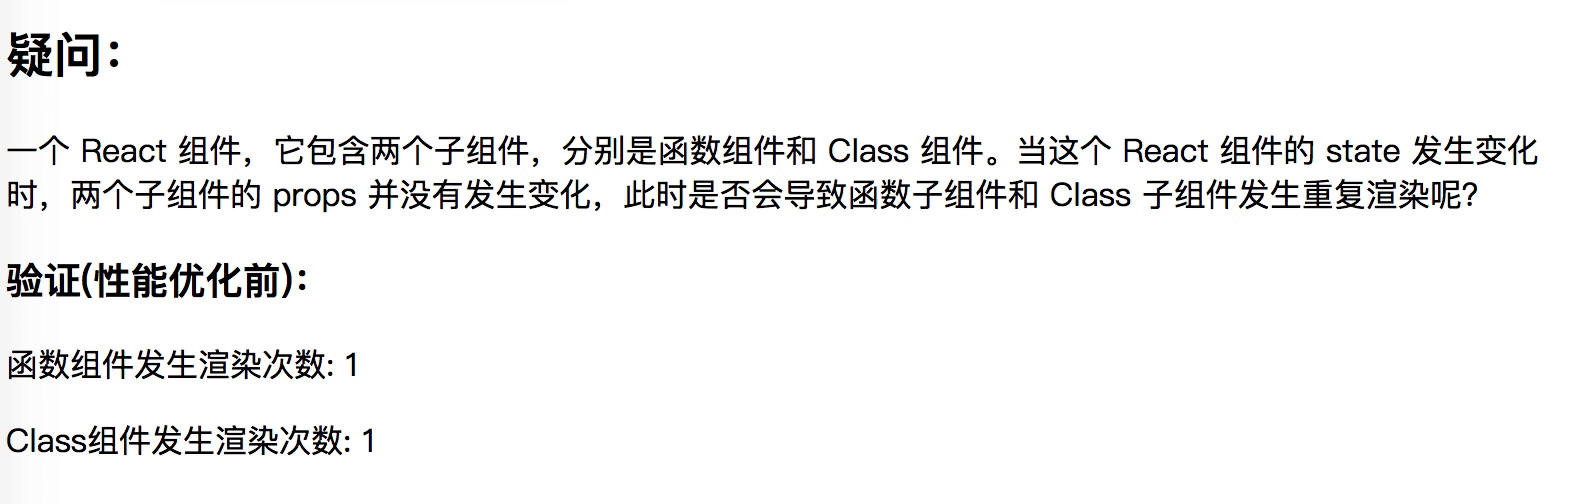 疑问：
一个 React 组件，它包含两个子组件，分别是函数组件和 Class 组件。当这个 React 组件的 state 发生变化
时，两个子组件的 props 并没有发生变化，此时是否会导致函数子组件和 Class 子组件发生重复渲染呢？
验证(性能优化前)：
函数组件发生渲染次数: 1
Class组件发生渲染次数: 1